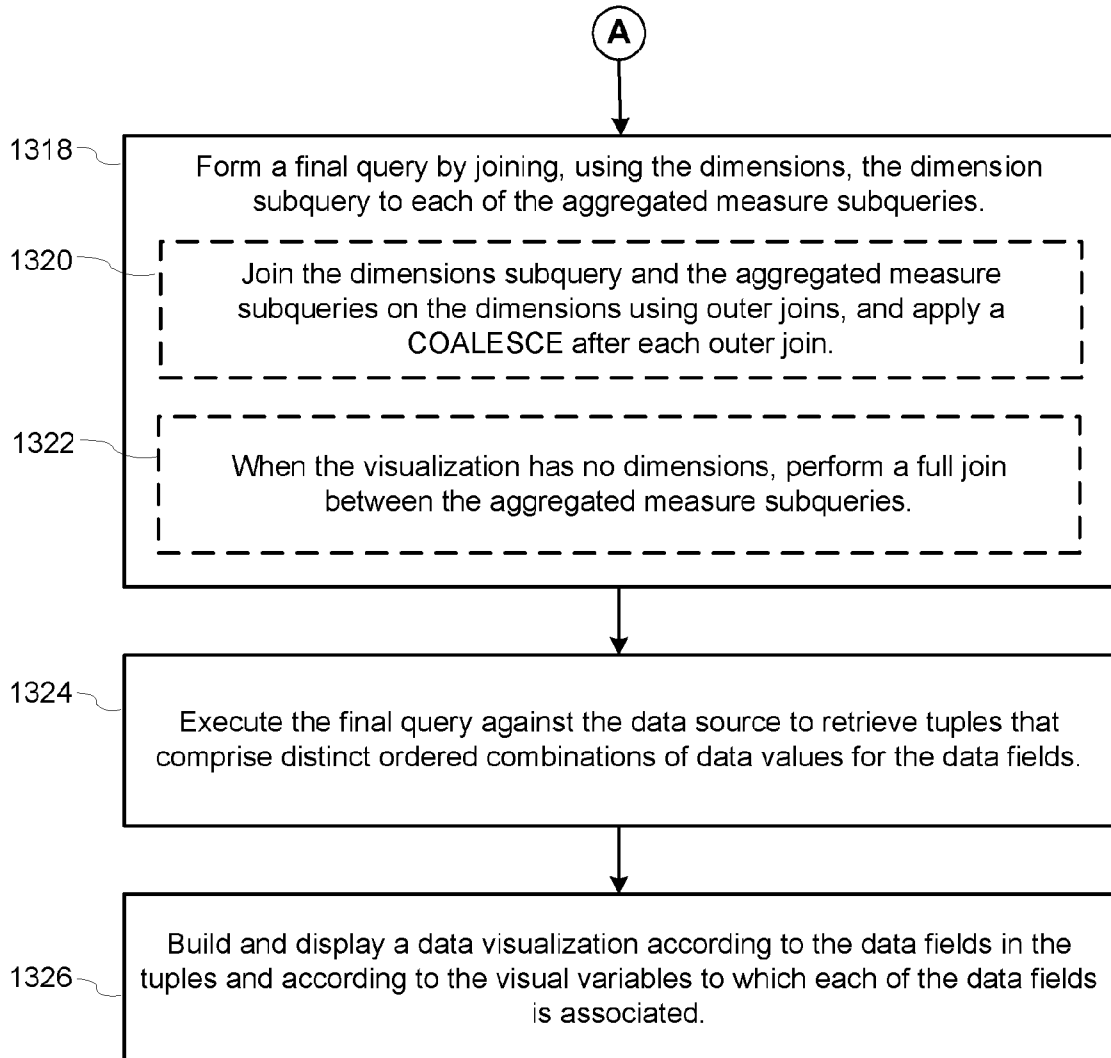 A
1318
Form a final query by joining, using the dimensions, the dimension
subquery to each of the aggregated measure subqueries.
1320
Join the dimensions subquery and the aggregated measure
subqueries on the dimensions using outer joins, and apply a
COALESCE after each outer join.
1322
When the visualization has no dimensions, perform a full join
between the aggregated measure subqueries.
1324
Execute the final query against the data source to retrieve tuples that
comprise distinct ordered combinations of data values for the data fields.
1326
Build and display a data visualization according to the data fields in the
tuples and according to the visual variables to which each of the data fields
is associated.